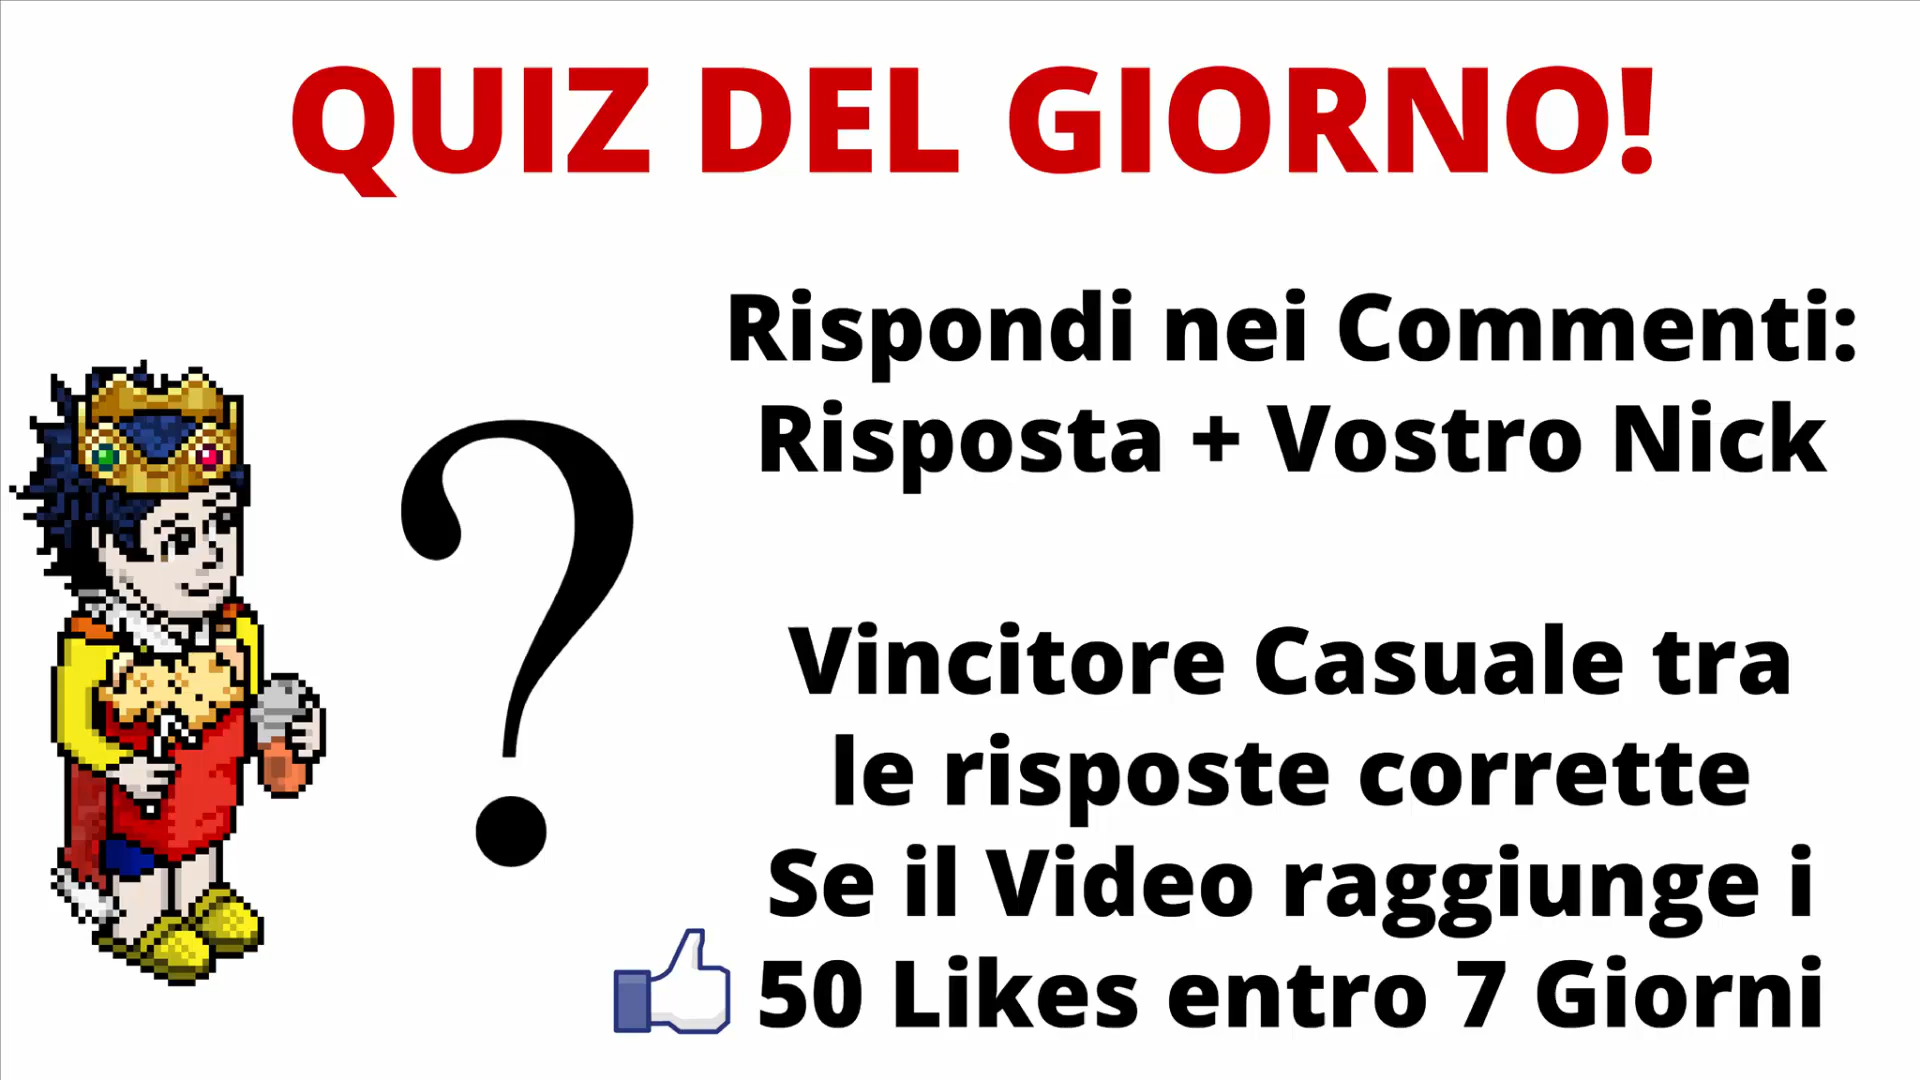 QUIZ DEL GIORNO!
Rispondi nei Commenti:
Risposta + Vostro Nick
?
Vincitore Casuale tra
le risposte corrette
Se il Video raggiunge i
50 Likes entro 7 Giorni